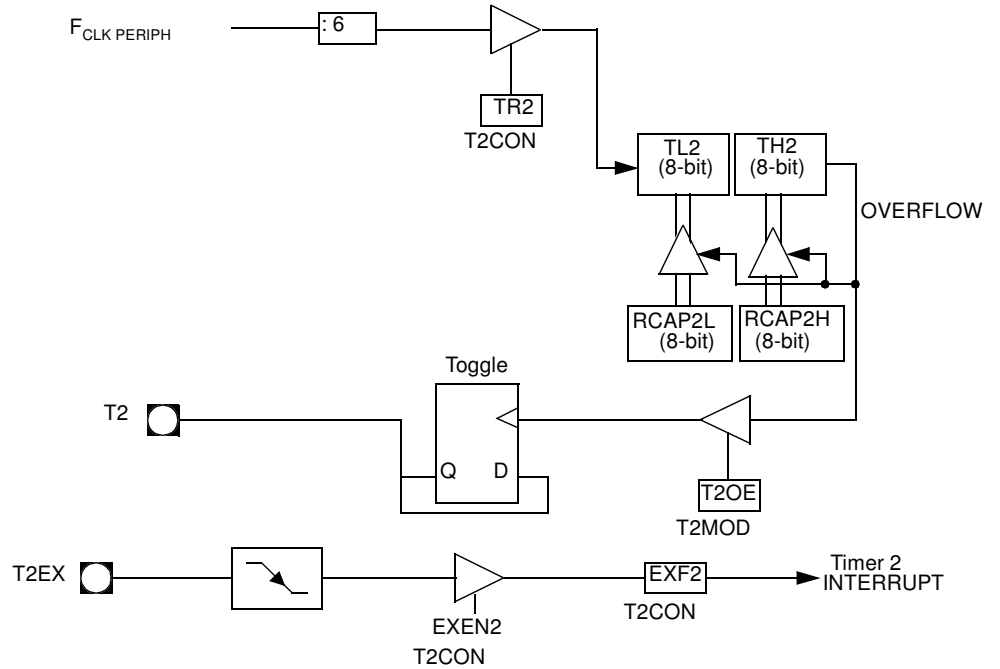 F CLK PERIPH
: 6
TR2
T2CON
TL2
(8-bit)
TH2
(8-bit)
OVERFLOW
RCAP2L
(8-bit)
RCAP2H
(8-bit)
Toggle
T2
Q D
T2OE
T2MOD
T2EX
EXEN2
T2CON
EXF2
T2CON
Timer 2
INTERRUPT